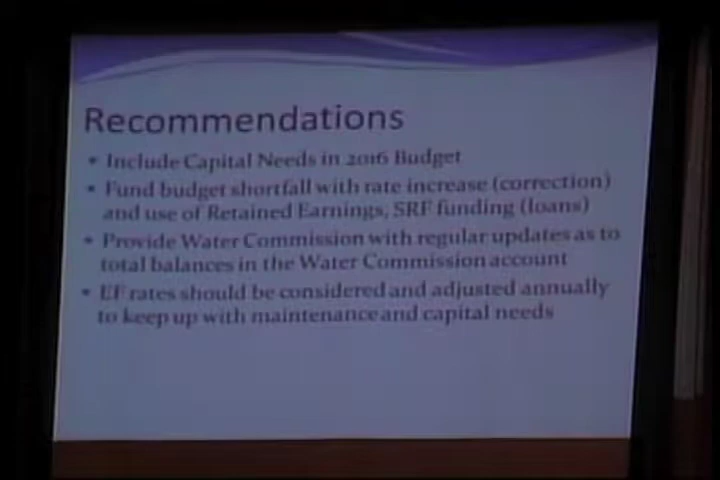 Recommendations
• Include Capital Needs in 2016 Budget
• Fund budget shortfall with rate increase (correction)
and use of Retained Earnings, SRF funding (loans)
• Provide Water Commission with regular updates as to
total balances in the Water Commission account
• EF rates should be considered and adjusted annually
to keep up with maintenance and capital needs